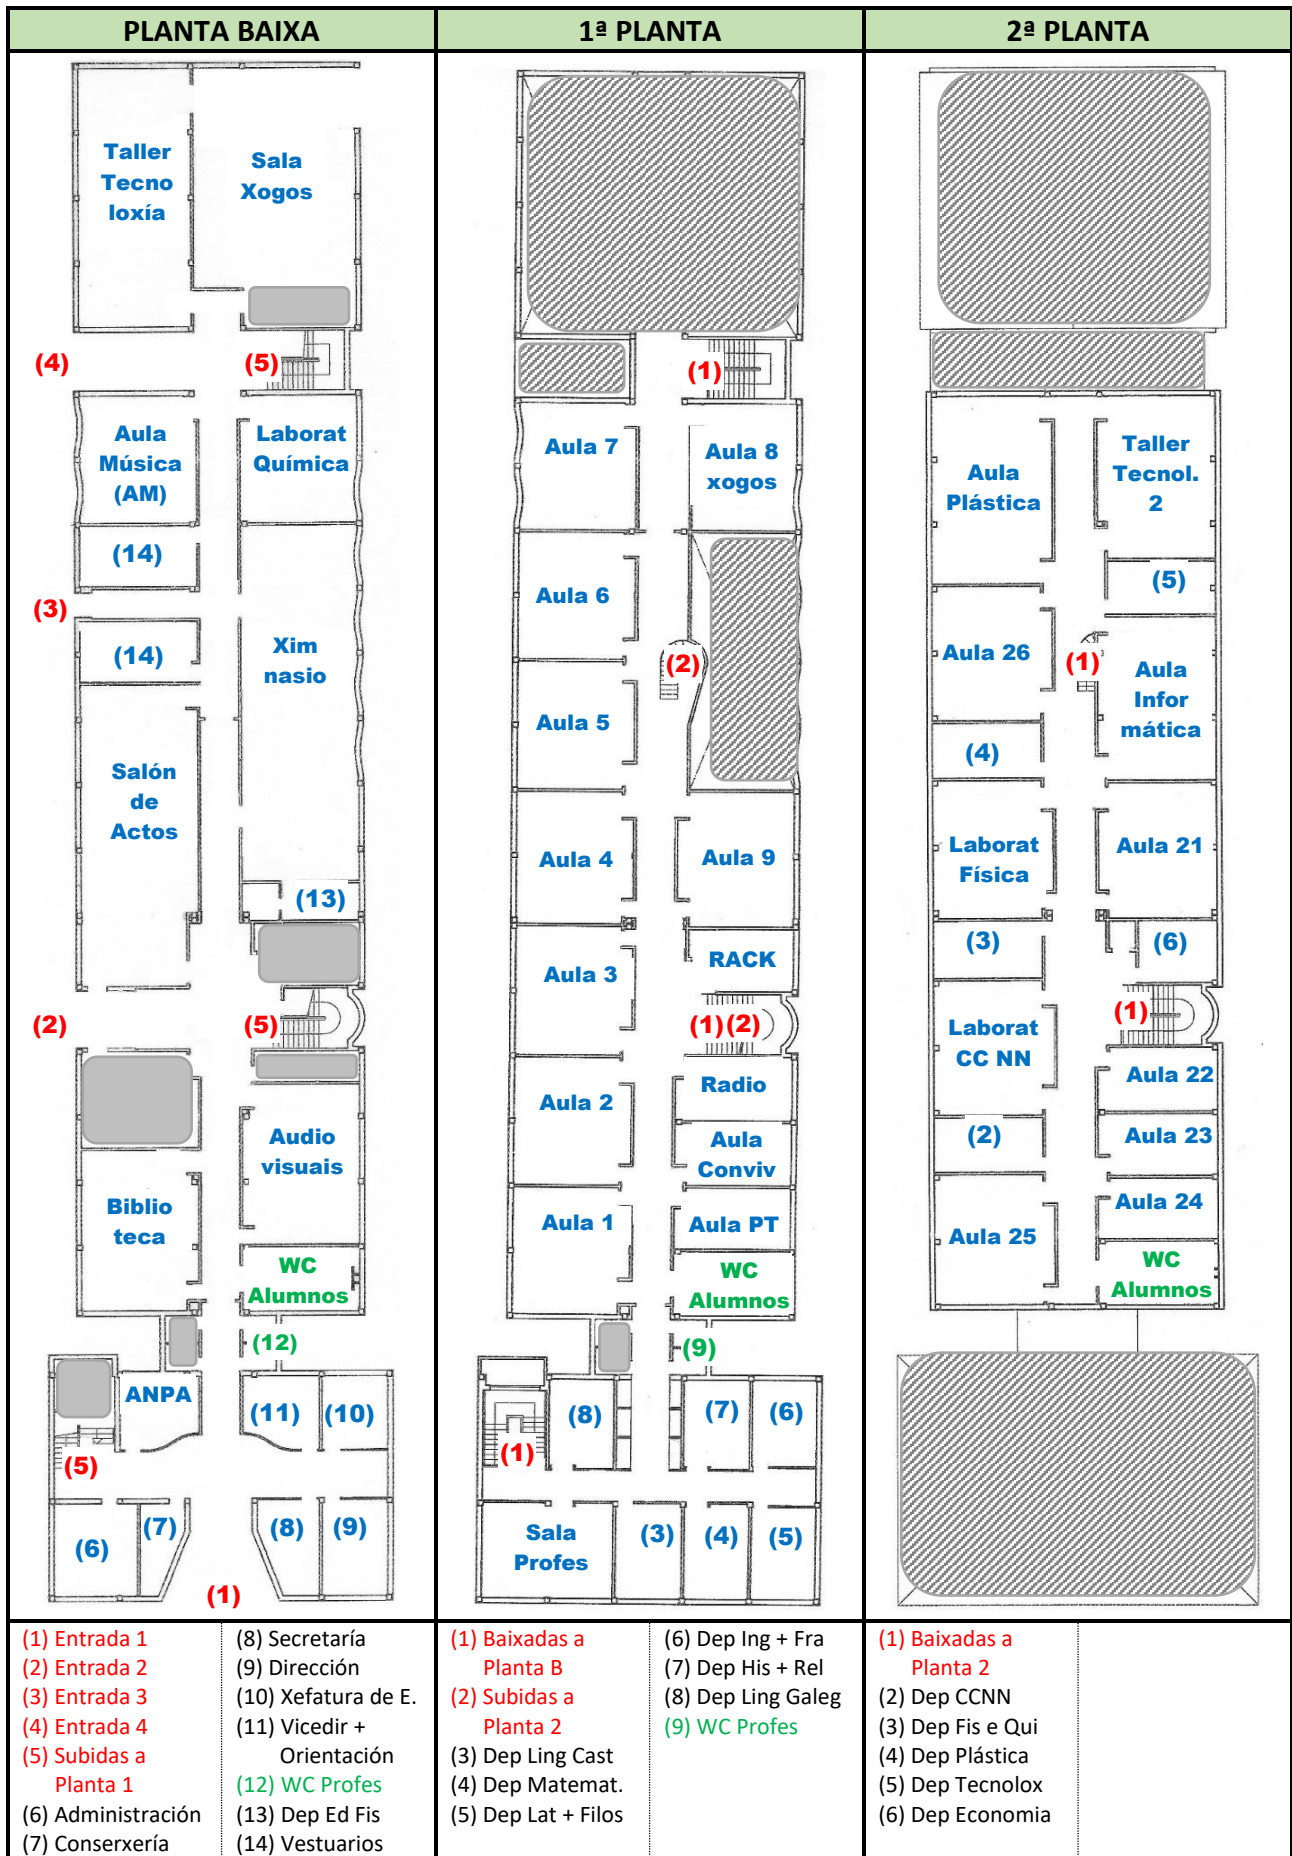 PLANTA BAIXA
1ª PLANTA
2ª PLANTA
Taller
Tecno
loxía
Sala
Xogos
(4)
(5)
Aula
Música
(AM)
Laborat
Química
(14)
(3)
(14)
Xim
nasio
Salón
de
Actos
(13)
(2)
(5)
Audio
visuais
Biblio
teca
WC
Alumnos
(12)
ANPA
(11)
(10)
(5)
(6)
(7)
(8)
(9)
(1)
(1)
Aula 7
Aula 8
xogos
Aula 6
(2)
Aula 5
Aula 4
Aula 9
Aula 3
RACK
(1) (2)
Radio
Aula 2
Aula
Conviv
Aula 1
Aula PT
WC
Alumnos
(9)
(8)
(7)
(6)
(1)
Sala
Profes
(3)
(4)
(5)
Aula
Plástica
Taller
Tecnol.
2
(5)
Aula 26
(1)
Aula
Infor
mática
(4)
Laborat
Física
Aula 21
(3)
(6)
(1)
Laborat
CC NN
Aula 22
(2)
Aula 23
Aula 24
Aula 25
WC
Alumnos
(1) Entrada 1
(2) Entrada 2
(3) Entrada 3
(4) Entrada 4
(5) Subidas a
Planta 1
(6) Administración
(7) Conserxería
(8) Secretaría
(9) Dirección
(10) Xefatura de E.
(11) Vicedir +
Orientación
(12) WC Profes
(13) Dep Ed Fis
(14) Vestuarios
(1) Baixadas a
Planta B
(2) Subidas a
Planta 2
(3) Dep Ling Cast
(4) Dep Matemat.
(5) Dep Lat + Filos
(6) Dep Ing + Fra
(7) Dep His + Rel
(8) Dep Ling Galeg
(9) WC Profes
(1) Baixadas a
Planta 2
(2) Dep CCNN
(3) Dep Fis e Qui
(4) Dep Plástica
(5) Dep Tecnolox
(6) Dep Economia